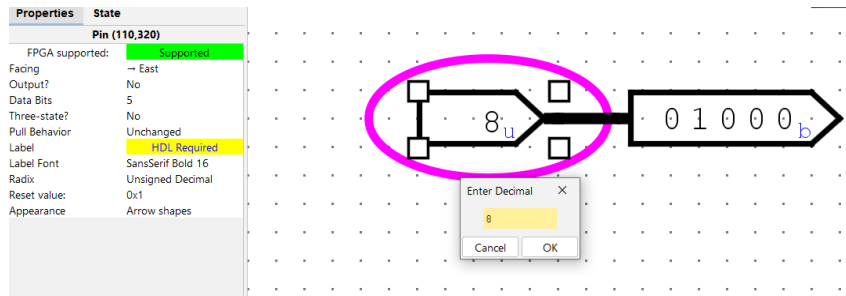 Properties State
Pin (110,320)
FPGA supported: Supported
Facing → East
Output? No
Data Bits 5
Three-state? No
Pull Behavior Unchanged
Label HDL Required
Label Font SansSerif Bold 16
Radix Unsigned Decimal
Reset value: 0x1
Appearance Arrow shapes
8u
01000b
Enter Decimal ×
8
Cancel OK